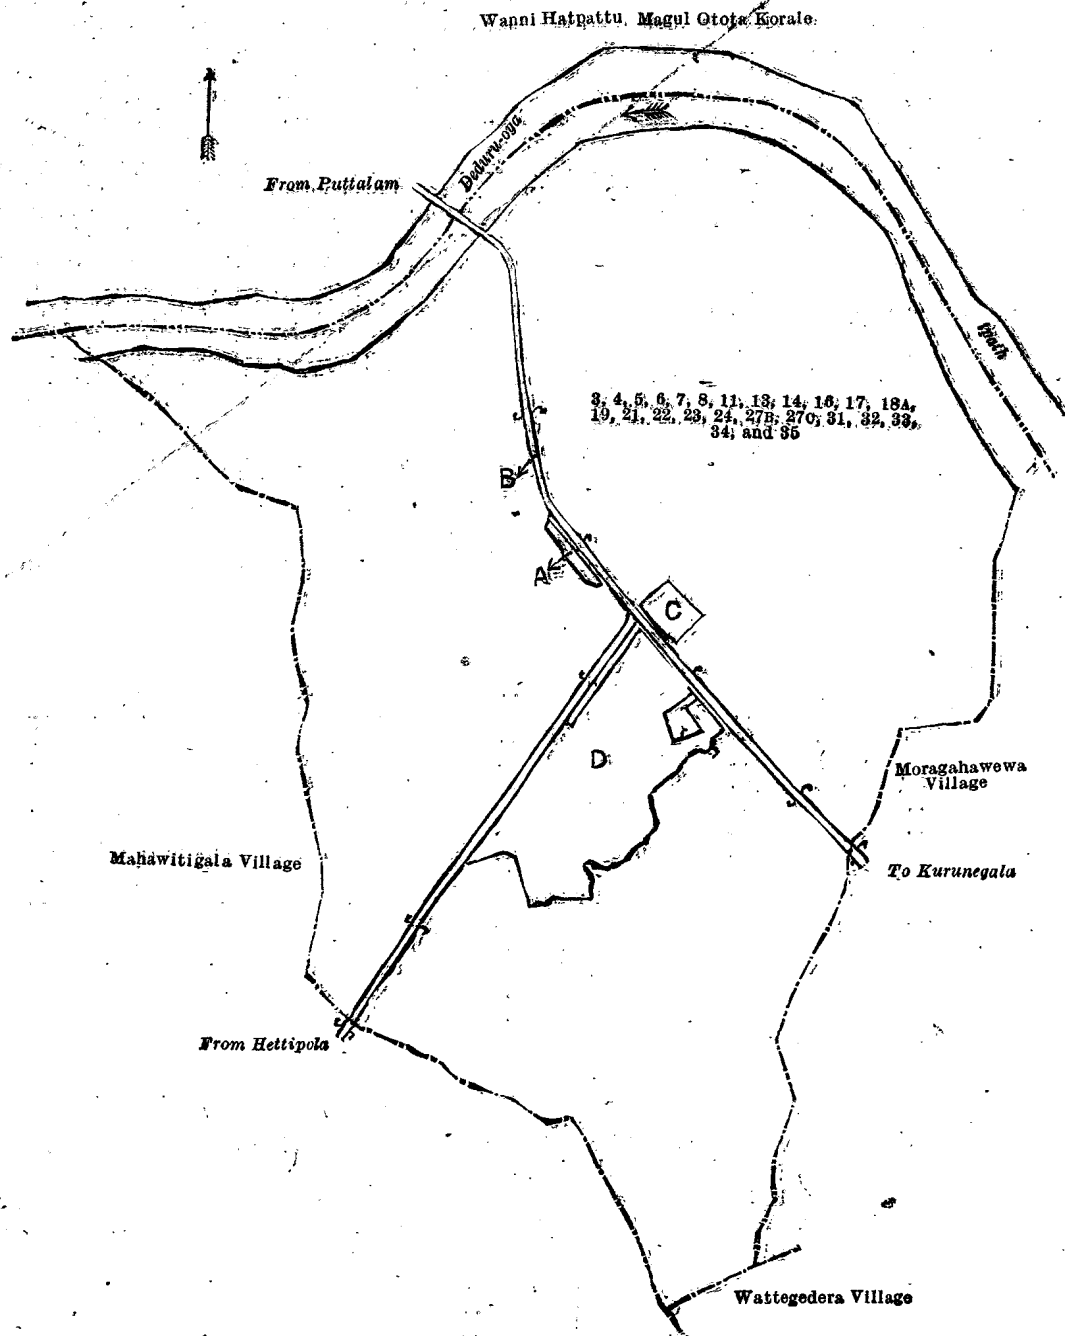 Wanni Hatpattu, Magul Otota Korale
Deduru-oya
From Puttalam
3, 4, 5, 6, 7, 8, 11, 13, 14, 16, 17, 18A,
19, 21, 22, 23, 24, 27B, 27C, 31, 32, 33,
34, and 35
B
A
C
D
Moragahawewa
Village
Mahawitigala Village
To Kurunegala
From Hettipola
Wattegedera Village